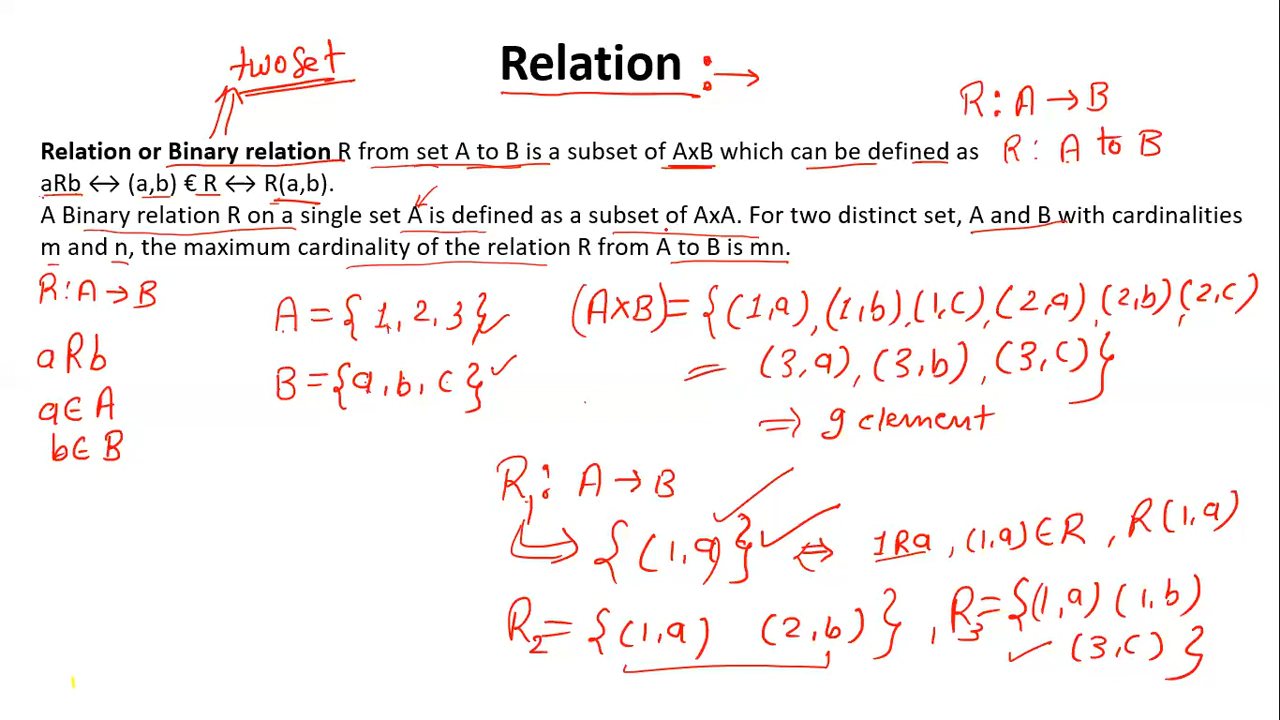 two set
Relation :→
R : A → B
Relation or Binary relation R from set A to B is a subset of AxB which can be defined as
R : A to B
aRb ↔ (a,b) € R ↔ R(a,b).
A Binary relation R on a single set A is defined as a subset of AxA. For two distinct set, A and B with cardinalities
m and n, the maximum cardinality of the relation R from A to B is mn.
R : A → B
aRb
a ∈ A
b ∈ B
A = {1, 2, 3}
B = {a, b, c}
(A×B) = {(1,a), (1,b), (1,c), (2,a), (2,b), (2,c)
= (3,a), (3,b), (3,c)}
⇒ 9 element
R₁ : A → B
{(1,a)} ⇔ 1Ra, (1,a) ∈ R, R(1,a)
R₂ = {(1,a) (2,b)}, R₃ = {(1,a) (1,b)
(3,c)}